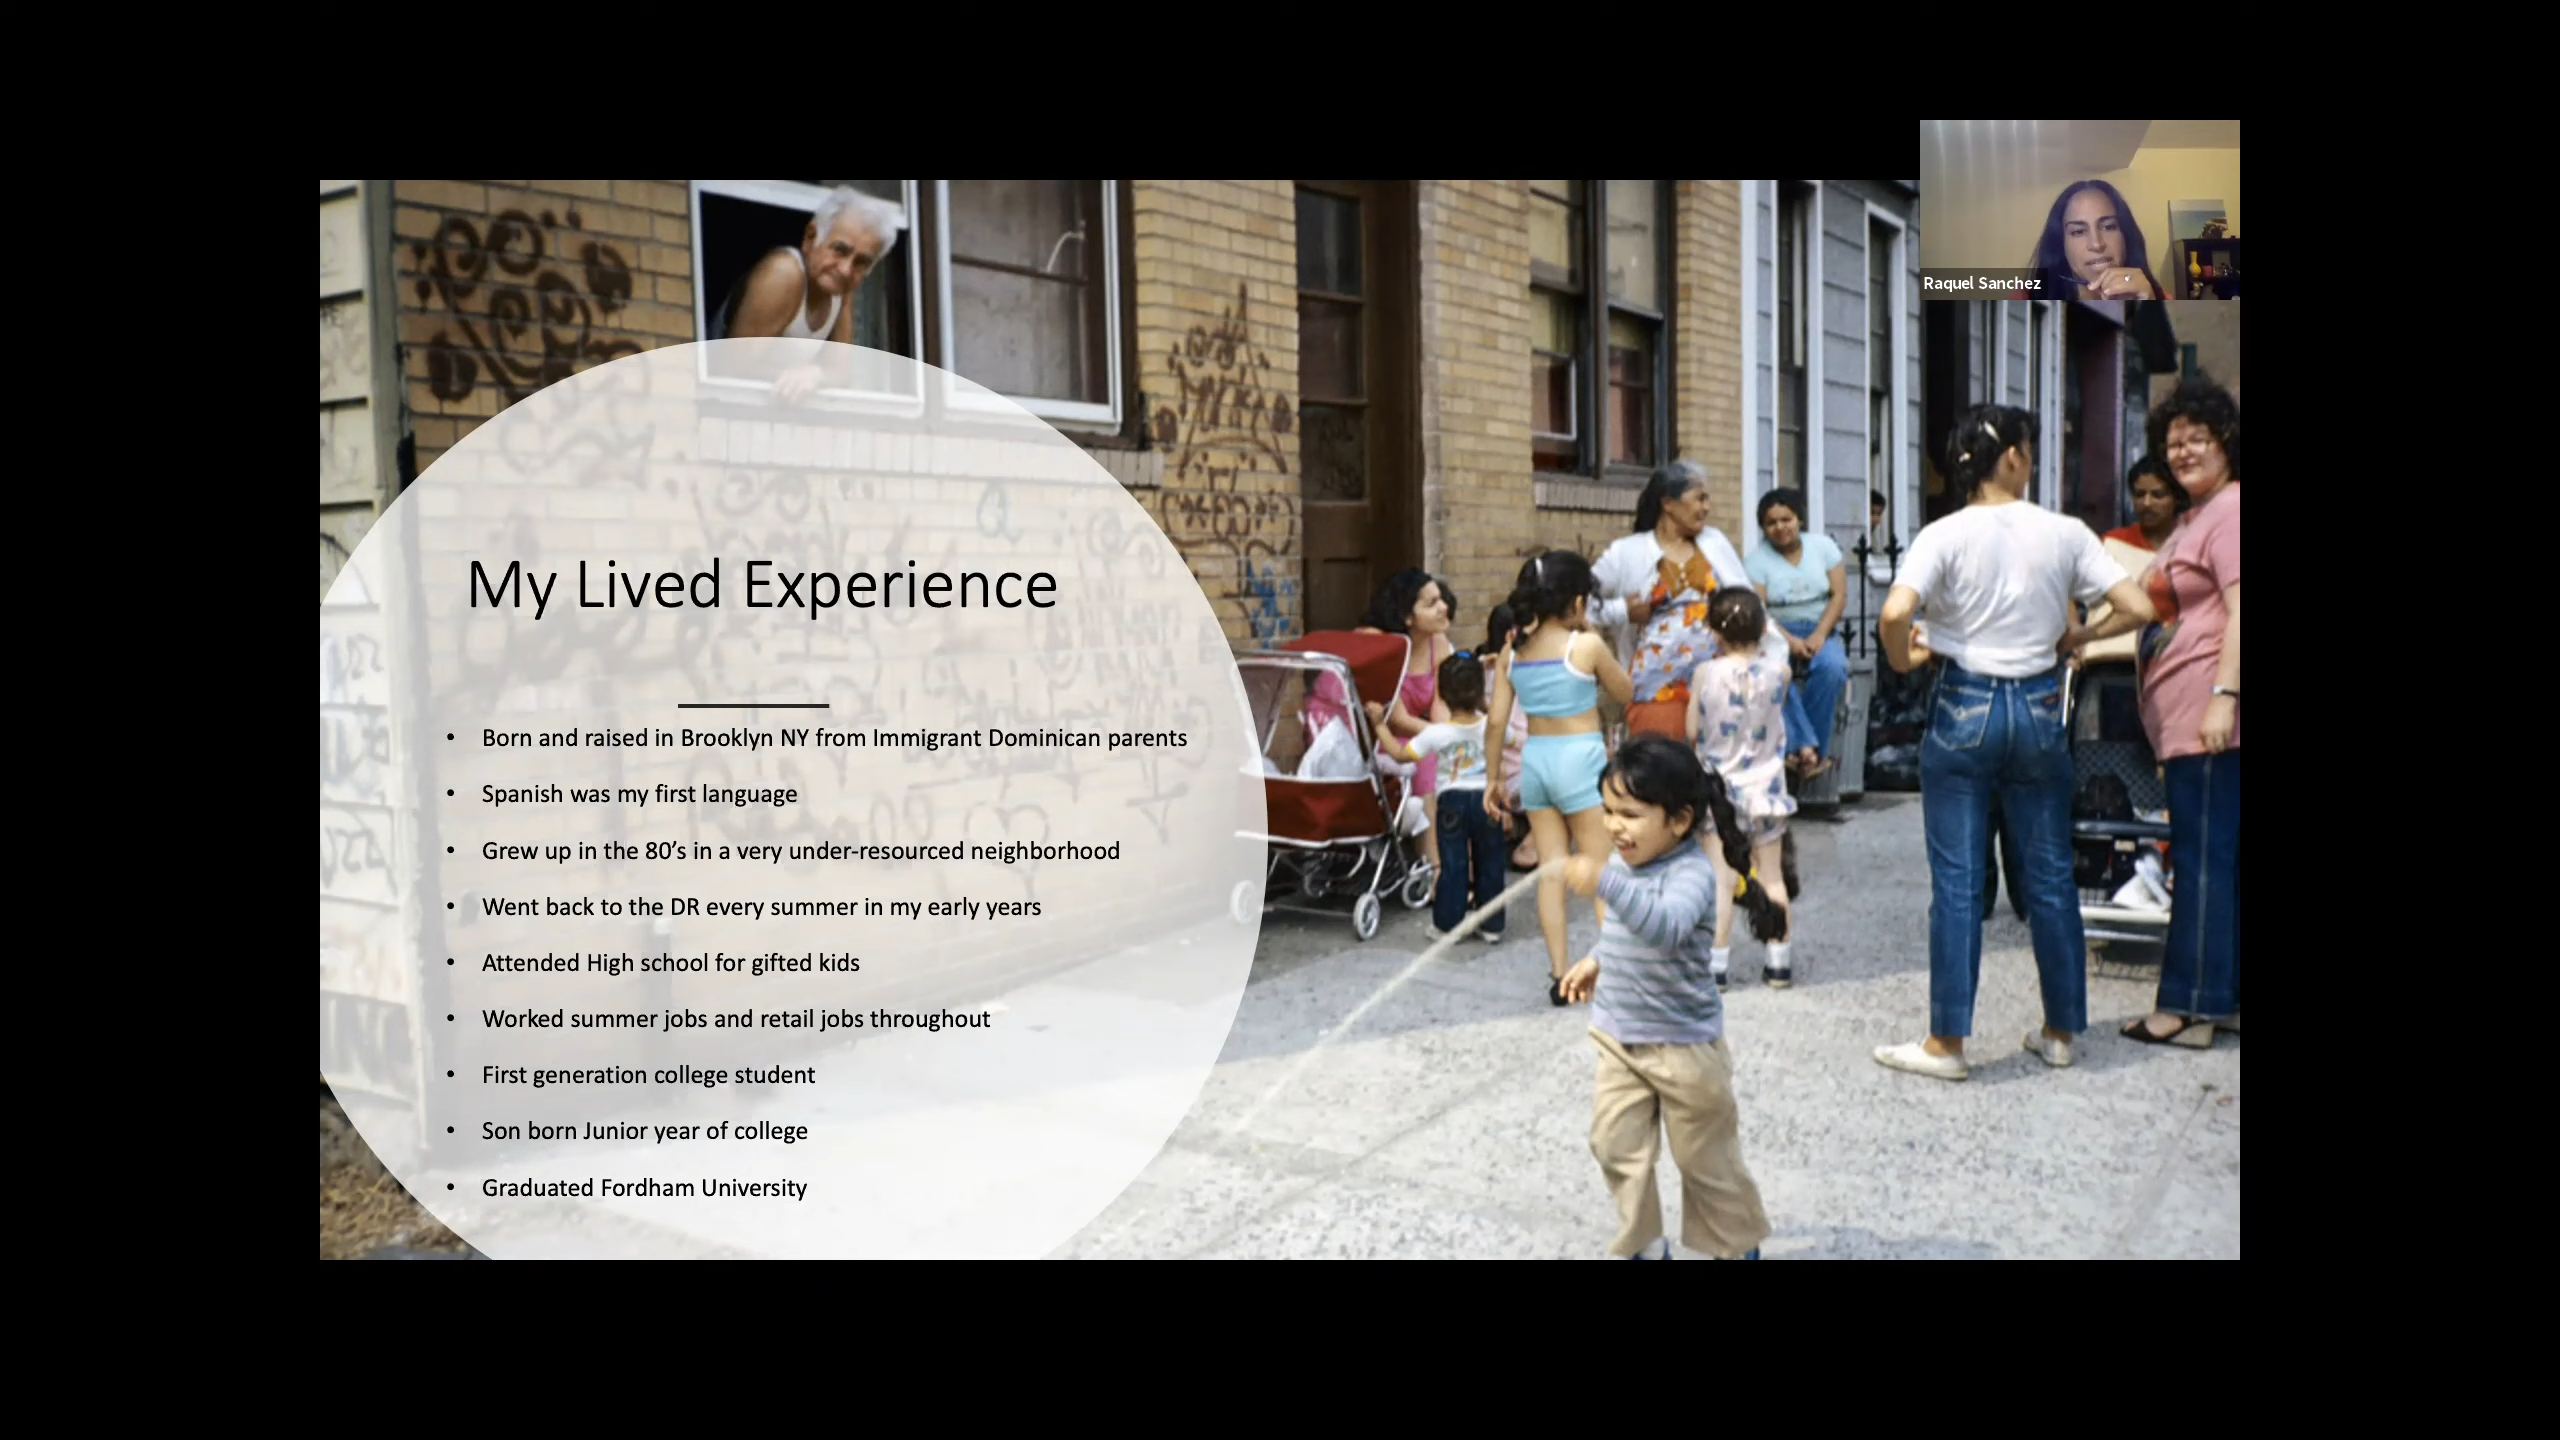 Raquel Sanchez
My Lived Experience
• Born and raised in Brooklyn NY from Immigrant Dominican parents
• Spanish was my first language
• Grew up in the 80’s in a very under-resourced neighborhood
• Went back to the DR every summer in my early years
• Attended High school for gifted kids
• Worked summer jobs and retail jobs throughout
• First generation college student
• Son born Junior year of college
• Graduated Fordham University